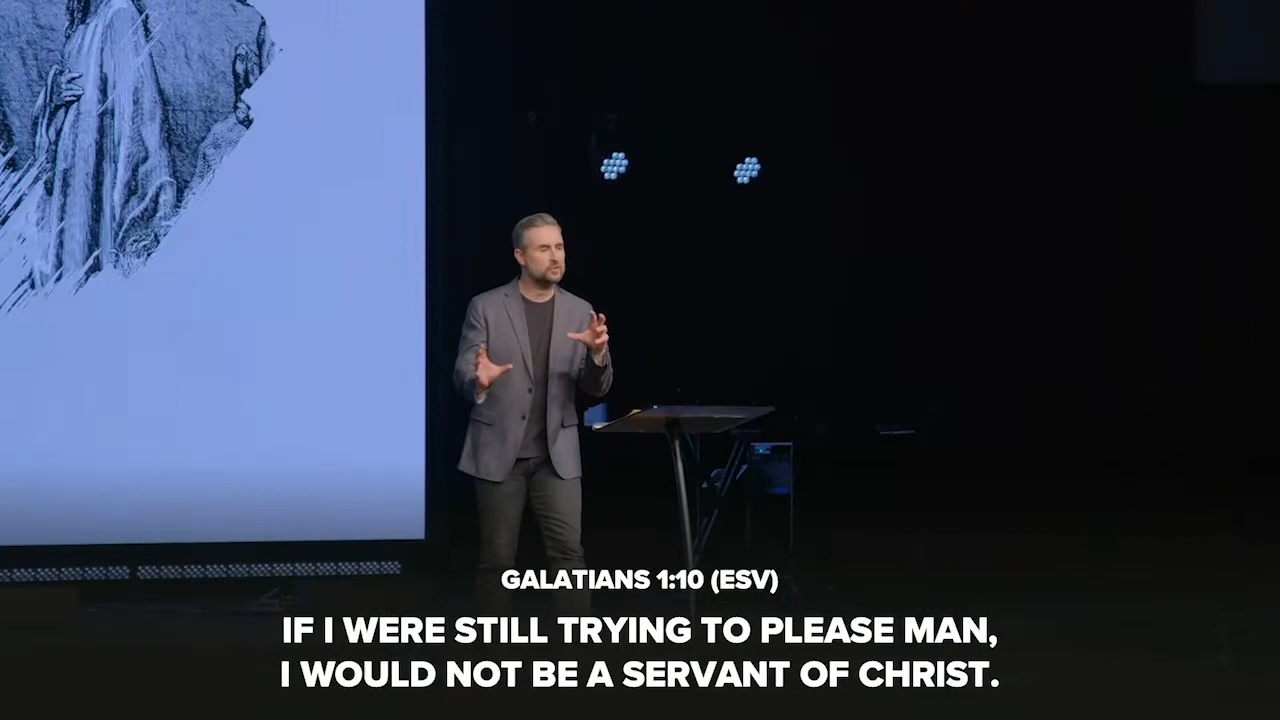 GALATIANS 1:10 (ESV)
IF I WERE STILL TRYING TO PLEASE MAN,
I WOULD NOT BE A SERVANT OF CHRIST.